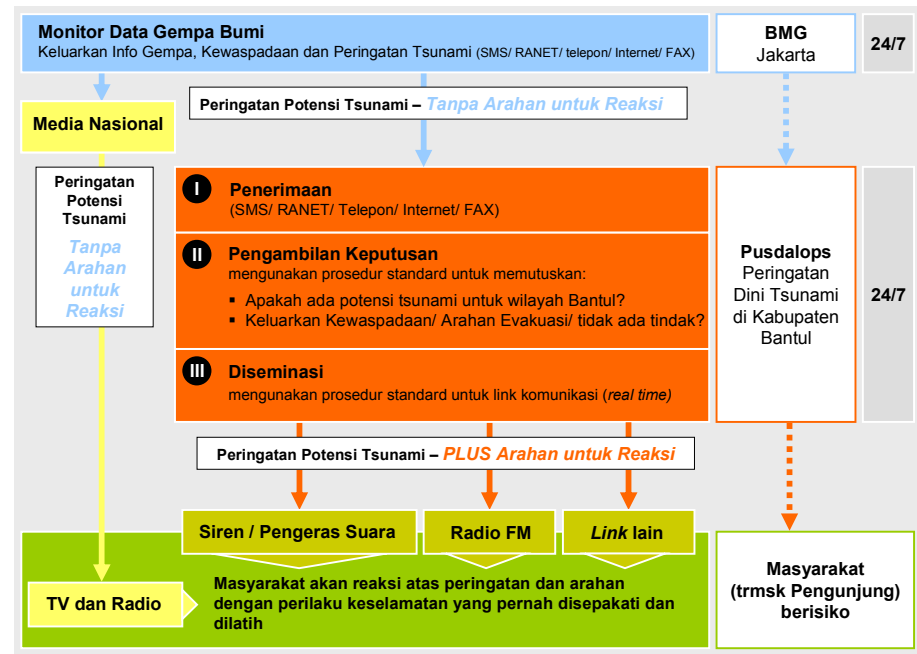 Monitor Data Gempa Bumi
Keluarkan Info Gempa, Kewaspadaan dan Peringatan Tsunami (SMS/ RANET/ telepon/ Internet/ FAX)
BMG
Jakarta
24/7
Peringatan Potensi Tsunami – Tanpa Arahan untuk Reaksi
Media Nasional
Peringatan
Potensi
Tsunami
Tanpa
Arahan
untuk
Reaksi
I Penerimaan
(SMS/ RANET/ Telepon/ Internet/ FAX)
II Pengambilan Keputusan
mengunakan prosedur standard untuk memutuskan:
▪ Apakah ada potensi tsunami untuk wilayah Bantul?
▪ Keluarkan Kewaspadaan/ Arahan Evakuasi/ tidak ada tindak?
III Diseminasi
mengunakan prosedur standard untuk link komunikasi (real time)
Pusdalops
Peringatan
Dini Tsunami
di Kabupaten
Bantul
24/7
Peringatan Potensi Tsunami – PLUS Arahan untuk Reaksi
Siren / Pengeras Suara
Radio FM
Link lain
TV dan Radio
Masyarakat akan reaksi atas peringatan dan arahan
dengan perilaku keselamatan yang pernah disepakati dan
dilatih
Masyarakat
(trmsk Pengunjung)
berisiko